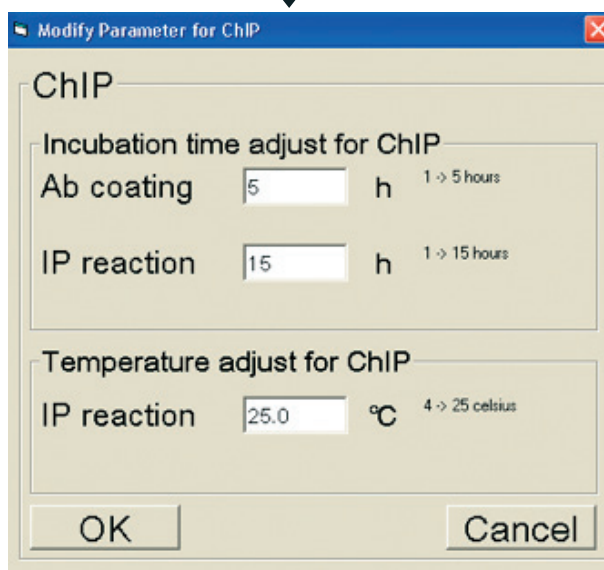 Modify Parameter for ChIP
ChIP
Incubation time adjust for ChIP
Ab coating 5 h 1 -> 5 hours
IP reaction 15 h 1 -> 15 hours
Temperature adjust for ChIP
IP reaction 25.0 ℃ 4 -> 25 celsius
OK Cancel